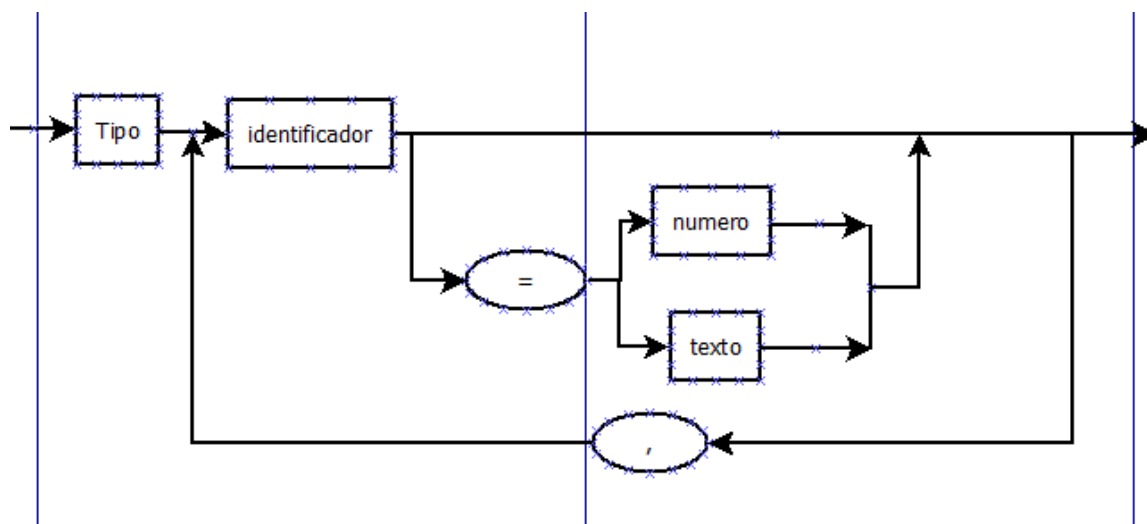 Tipo
identificador
numero
=
texto
,